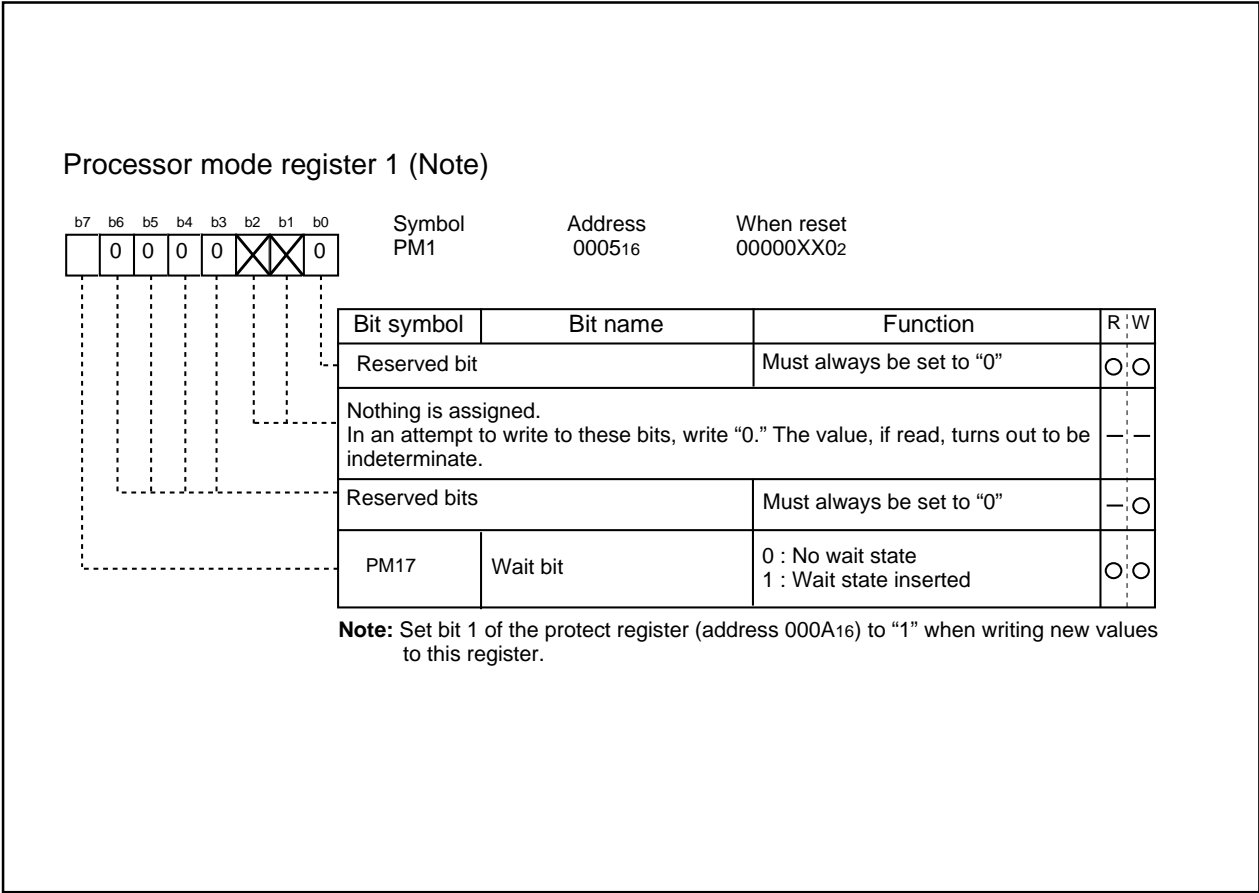 Processor mode register 1 (Note)
b7 b6 b5 b4 b3 b2 b1 b0
Symbol Address When reset
0 0 0 0 0
PM1 000516 00000XX02
Bit symbol Bit name Function R W
Reserved bit Must always be set to “0”
Nothing is assigned.
In an attempt to write to these bits, write “0.” The value, if read, turns out to be
indeterminate.
Reserved bits Must always be set to “0”
PM17 Wait bit 0 : No wait state
1 : Wait state inserted
Note: Set bit 1 of the protect register (address 000A16) to “1” when writing new values
to this register.